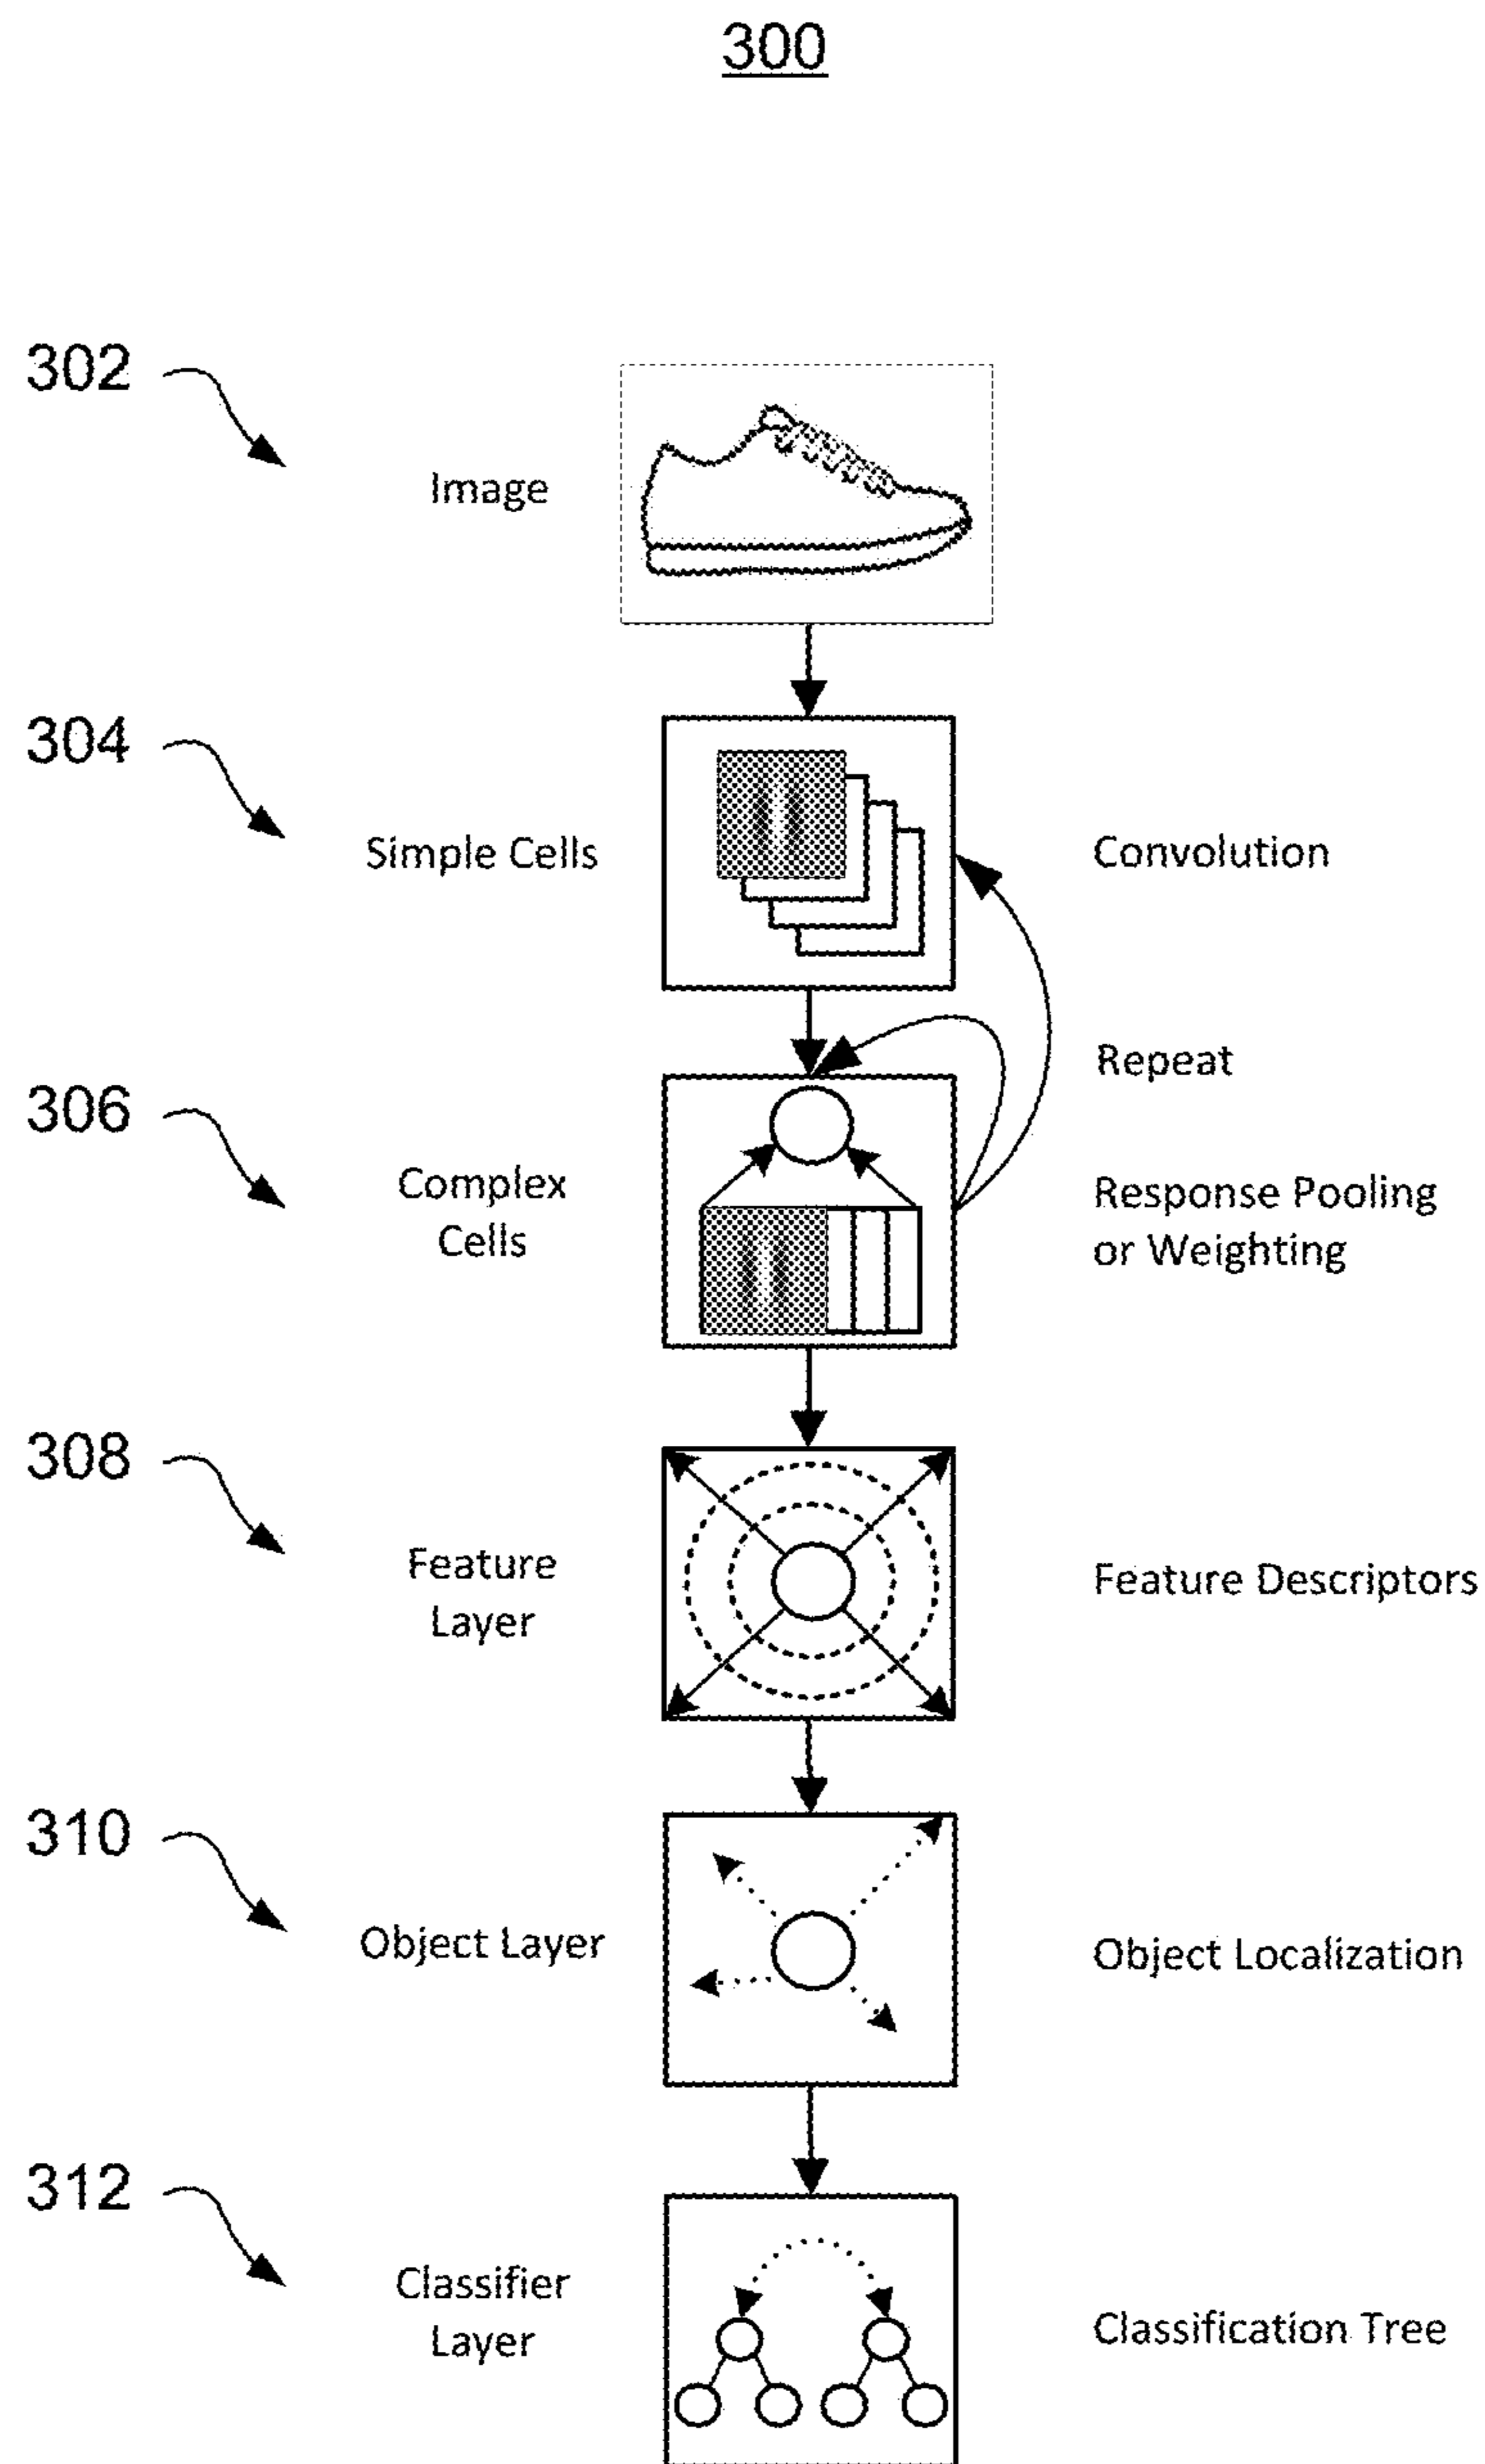 300
302
Image
304
Simple Cells
Convolution
Repeat
306
Complex
Cells
Response Pooling
or Weighting
308
Feature
Layer
Feature Descriptors
310
Object Layer
Object Localization
312
Classifier
Layer
Classification Tree